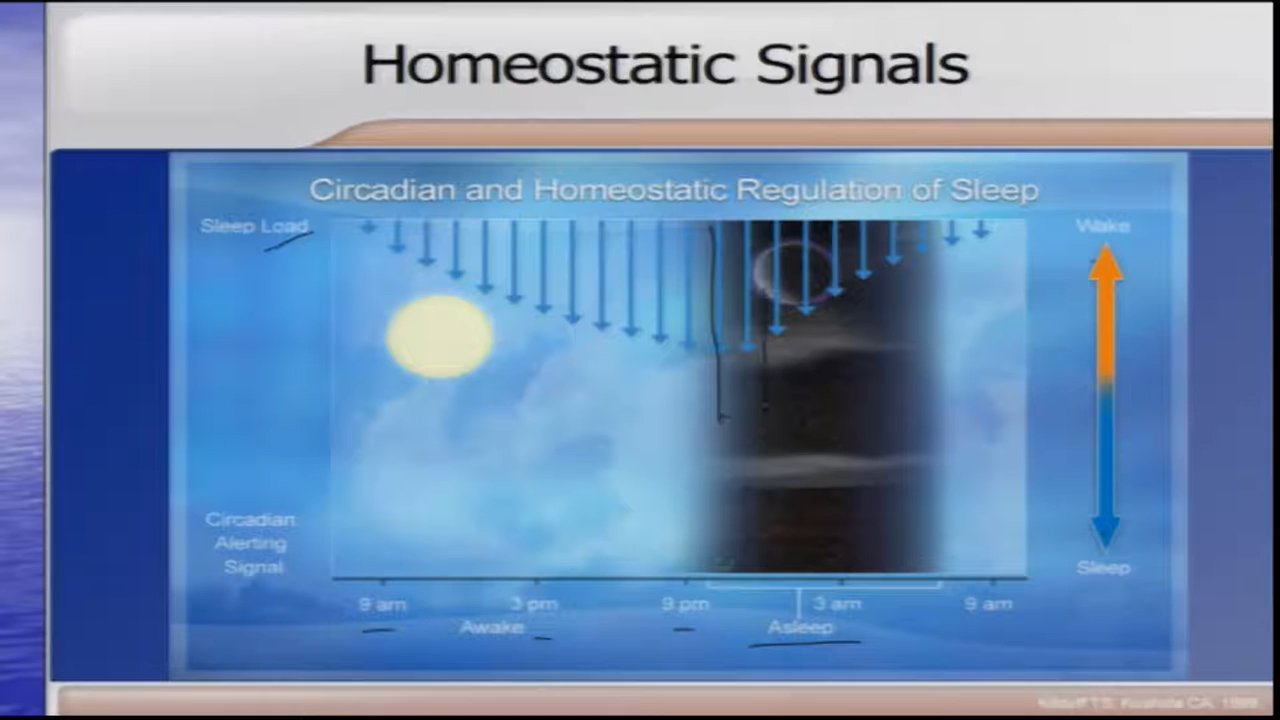 Homeostatic Signals
Circadian and Homeostatic Regulation of Sleep
Sleep Load
Wake
Circadian
Alerting
Signal
Sleep
9 am
3 pm
9 pm
3 am
9 am
Awake
Asleep